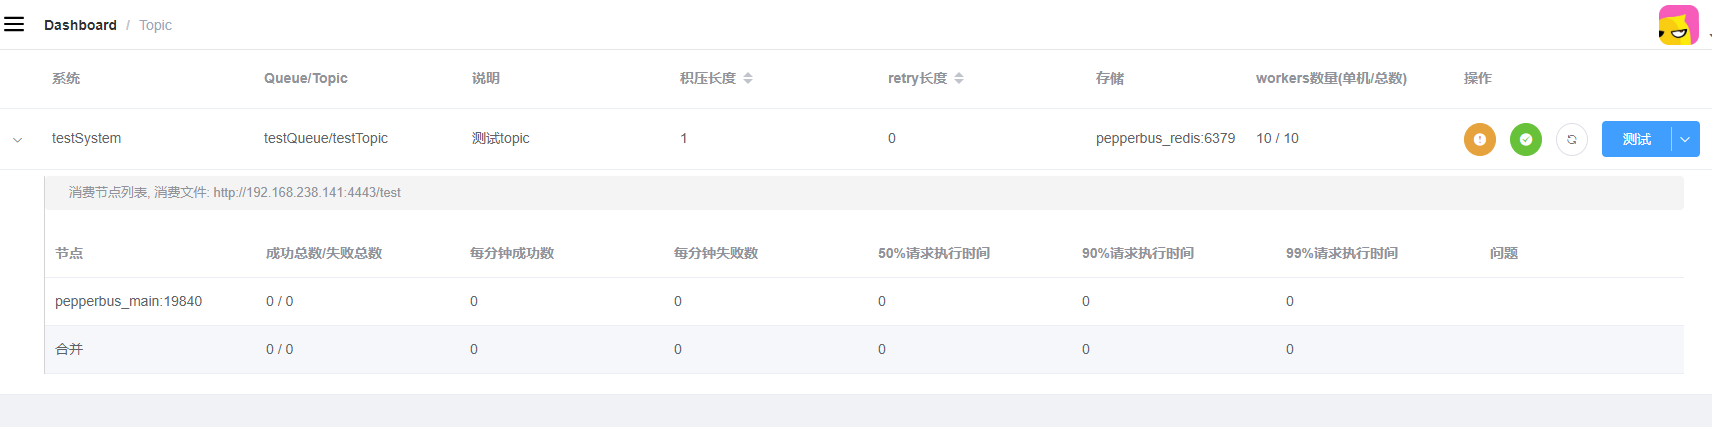 Dashboard / Topic
系统 Queue/Topic 说明 积压长度 retry长度 存储 workers数量(单机/总数) 操作
testSystem testQueue/testTopic 测试topic 1 0 pepperbus_redis:6379 10 / 10 测试
消费节点列表, 消费文件: http://192.168.238.141:4443/test
节点 成功总数/失败总数 每分钟成功数 每分钟失败数 50%请求执行时间 90%请求执行时间 99%请求执行时间 问题
pepperbus_main:19840 0 / 0 0 0 0 0 0
合并 0 / 0 0 0 0 0 0